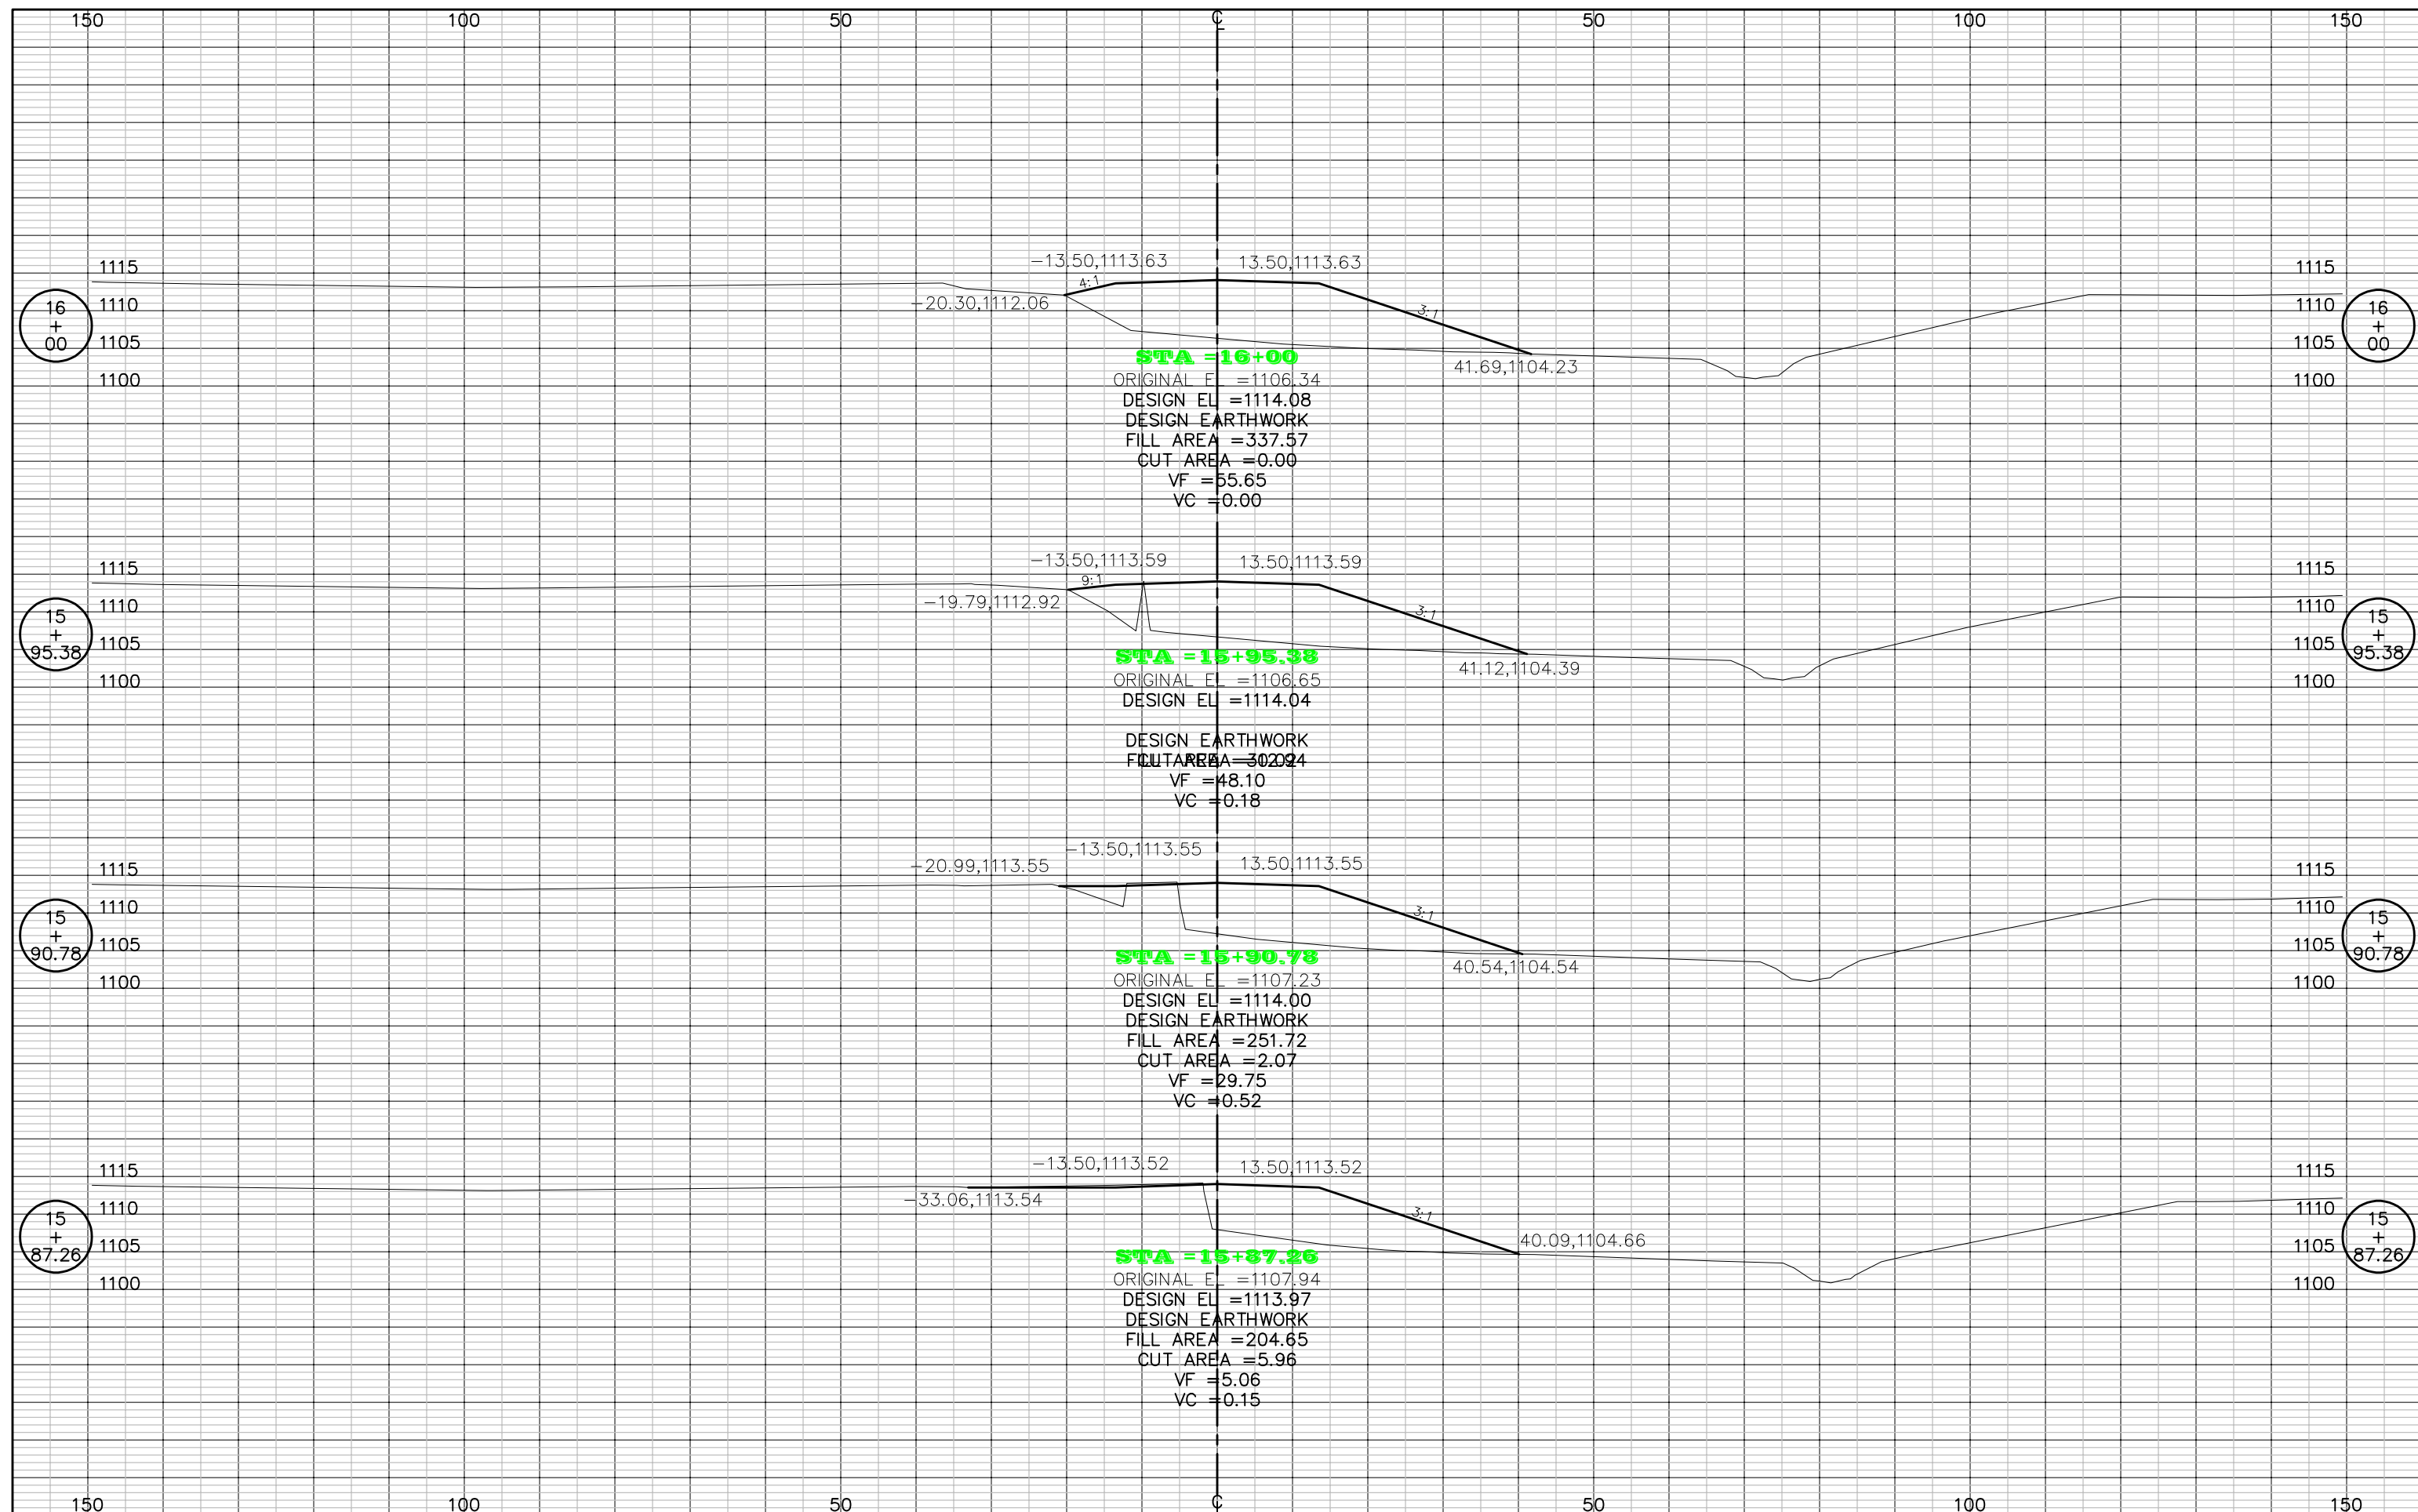 150 100 50 ℄ 50 100 150
−13.50,1113.63 13.50,1113.63
1115 1115
4:1
−20.30,1112.06
1110 1110
3:1
16 + 00
16 + 00
1105 1105
STA =16+00
41.69,1104.23
1100 1100
ORIGINAL EL =1106.34
DESIGN EL =1114.08
DESIGN EARTHWORK
FILL AREA =337.57
CUT AREA =0.00
VF =55.65
VC =0.00
−13.50,1113.59 13.50,1113.59
1115 1115
9:1
−19.79,1112.92
1110 1110
3:1
15 + 95.38
15 + 95.38
1105 1105
STA =15+95.38
41.12,1104.39
1100 1100
ORIGINAL EL =1106.65
DESIGN EL =1114.04
DESIGN EARTHWORK
VF =48.10
VC =0.18
−13.50,1113.55
−20.99,1113.55 13.50,1113.55
1115 1115
1110 1110
3:1
15 + 90.78
15 + 90.78
1105 1105
STA =15+90.78
40.54,1104.54
1100 1100
ORIGINAL EL =1107.23
DESIGN EL =1114.00
DESIGN EARTHWORK
FILL AREA =251.72
CUT AREA =2.07
VF =29.75
VC =0.52
−13.50,1113.52 13.50,1113.52
1115 1115
−33.06,1113.54
1110 1110
3:1
15 + 87.26
15 + 87.26
40.09,1104.66
1105 1105
STA =15+87.26
1100 1100
ORIGINAL EL =1107.94
DESIGN EL =1113.97
DESIGN EARTHWORK
FILL AREA =204.65
CUT AREA =5.96
VF =5.06
VC =0.15
150 100 50 ℄ 50 100 150